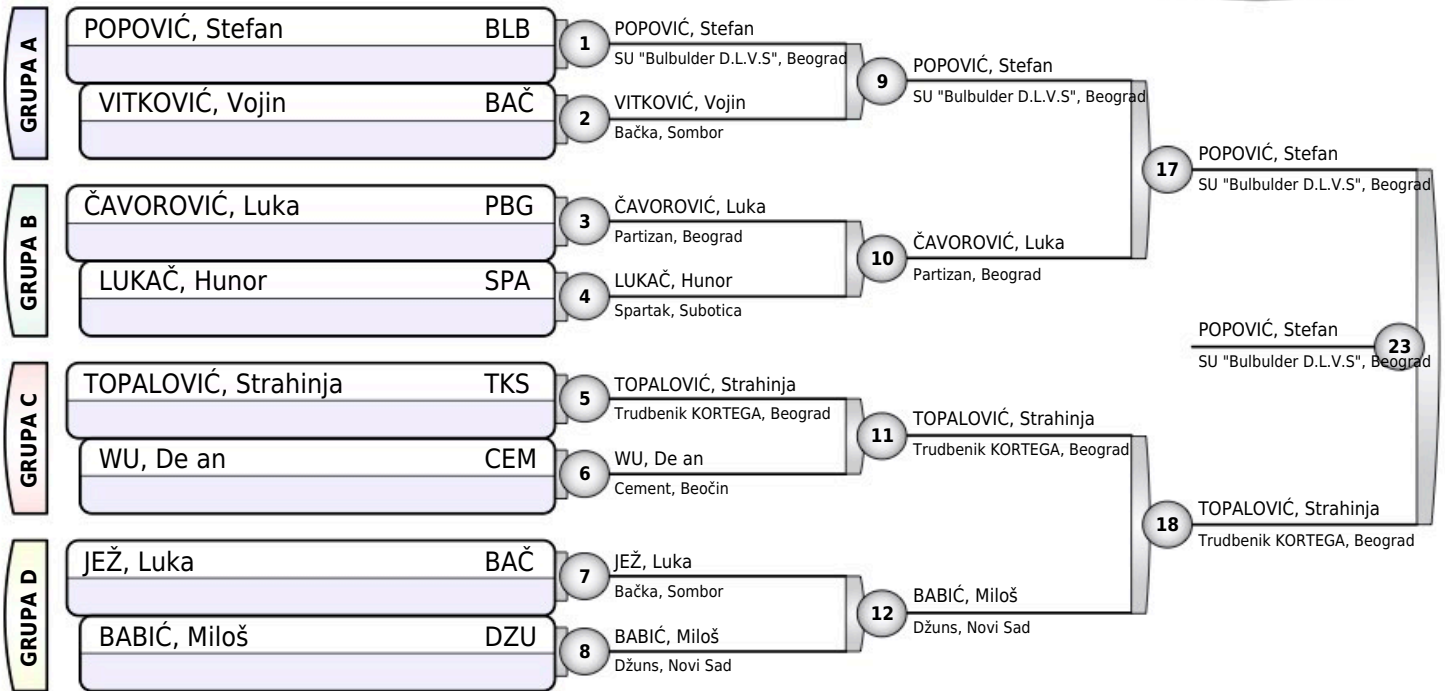 GRUPA A
POPOVIĆ, Stefan BLB
VITKOVIĆ, Vojin BAČ
1
POPOVIĆ, Stefan
SU "Bulbulder D.L.V.S", Beograd
2
VITKOVIĆ, Vojin
Bačka, Sombor
9
POPOVIĆ, Stefan
SU "Bulbulder D.L.V.S", Beograd
GRUPA B
ČAVOROVIĆ, Luka PBG
LUKAČ, Hunor SPA
3
ČAVOROVIĆ, Luka
Partizan, Beograd
4
LUKAČ, Hunor
Spartak, Subotica
10
ČAVOROVIĆ, Luka
Partizan, Beograd
17
POPOVIĆ, Stefan
SU "Bulbulder D.L.V.S", Beograd
GRUPA C
TOPALOVIĆ, Strahinja TKS
WU, De an CEM
5
TOPALOVIĆ, Strahinja
Trudbenik KORTEGA, Beograd
6
WU, De an
Cement, Beočin
11
TOPALOVIĆ, Strahinja
Trudbenik KORTEGA, Beograd
GRUPA D
JEŽ, Luka BAČ
BABIĆ, Miloš DZU
7
JEŽ, Luka
Bačka, Sombor
8
BABIĆ, Miloš
Džuns, Novi Sad
12
BABIĆ, Miloš
Džuns, Novi Sad
18
TOPALOVIĆ, Strahinja
Trudbenik KORTEGA, Beograd
POPOVIĆ, Stefan
SU "Bulbulder D.L.V.S", Beograd
23